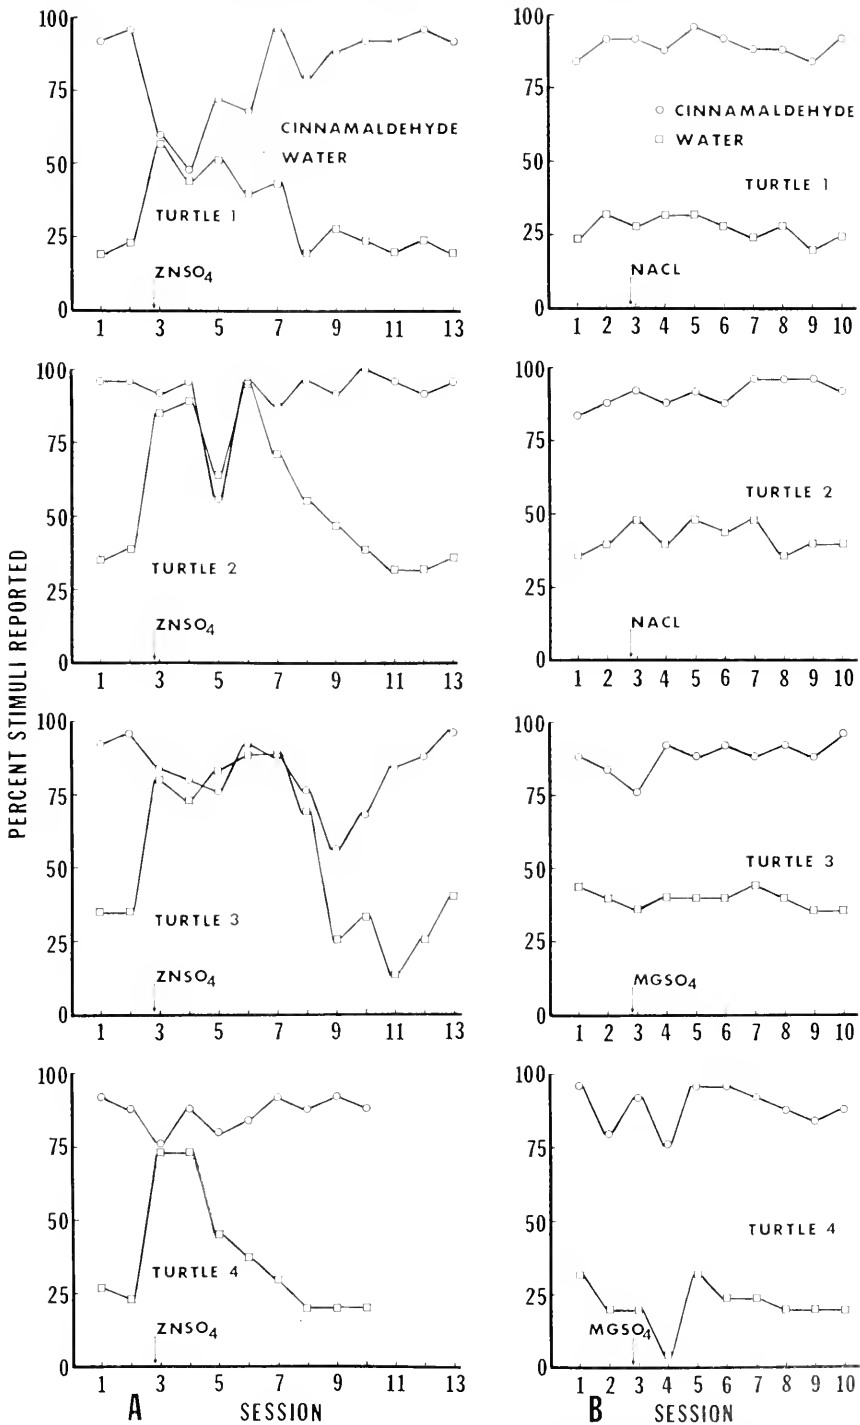 PERCENT STIMULI REPORTED
100
75
50
25
0
CINNAMALDEHYDE
WATER
TURTLE 1
ZNSO4
1 3 5 7 9 11 13
100
75
50
25
0
CINNAMALDEHYDE
WATER
TURTLE 1
NACL
1 2 3 4 5 6 7 8 9 10
100
75
50
25
0
TURTLE 2
ZNSO4
1 3 5 7 9 11 13
100
75
50
25
0
TURTLE 2
NACL
1 2 3 4 5 6 7 8 9 10
100
75
50
25
0
TURTLE 3
ZNSO4
1 3 5 7 9 11 13
100
75
50
25
0
TURTLE 3
MGSO4
1 2 3 4 5 6 7 8 9 10
100
75
50
25
0
TURTLE 4
ZNSO4
1 3 5 7 9 11 13
A SESSION
100
75
50
25
0
TURTLE 4
MGSO4
1 2 3 4 5 6 7 8 9 10
B SESSION